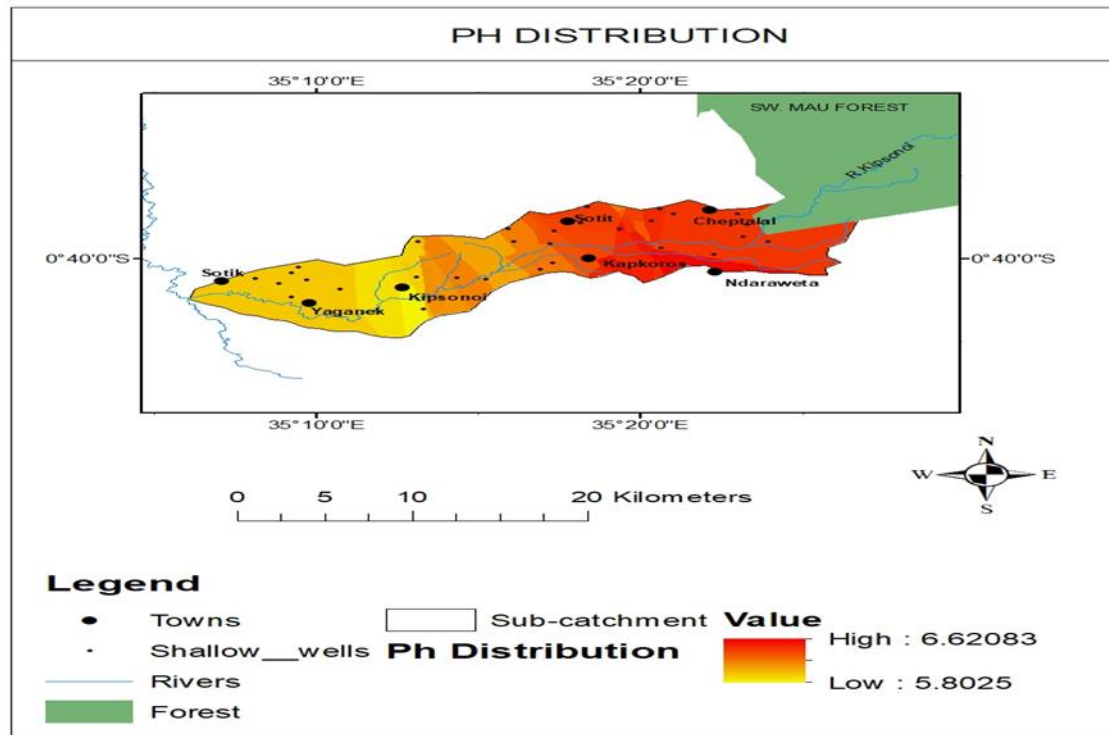 PH DISTRIBUTION
35°10'0"E 35°20'0"E
SW. MAU FOREST
R.Kipsonoi
Cheptalal
Sotit
0°40'0"S 0°40'0"S
Kapkoros
Sotik
Ndaraweta
Kipsonoi
Yaganek
35°10'0"E 35°20'0"E
N
W E
S
0 5 10 20 Kilometers
Legend
Towns
Shallow__wells
Rivers
Forest
Sub-catchment
Ph Distribution
Value
High : 6.62083
Low : 5.8025